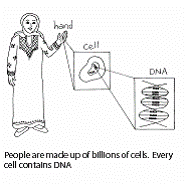 hand
Cell
DNA
People are made up of billions of cells. Every
cell contains DNA